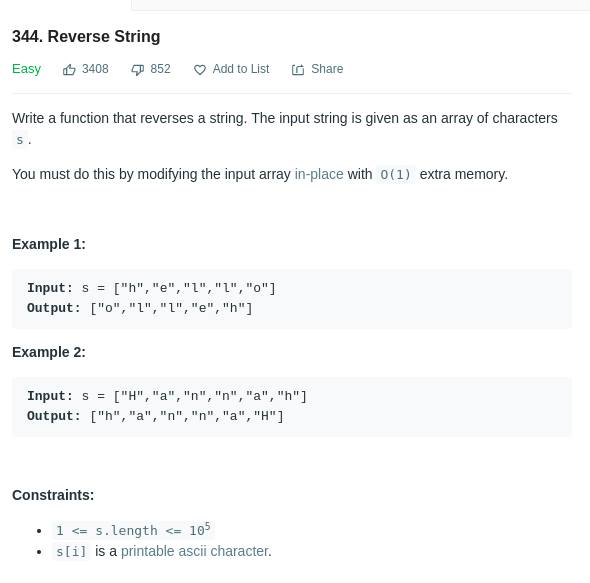 344. Reverse String
Easy 3408 852 Add to List Share
Write a function that reverses a string. The input string is given as an array of characters
s .
You must do this by modifying the input array in-place with O(1) extra memory.
Example 1:
Input: s = ["h","e","l","l","o"]
Output: ["o","l","l","e","h"]
Example 2:
Input: s = ["H","a","n","n","a","h"]
Output: ["h","a","n","n","a","H"]
Constraints:
• 1 <= s.length <= 10⁵
• s[i] is a printable ascii character.